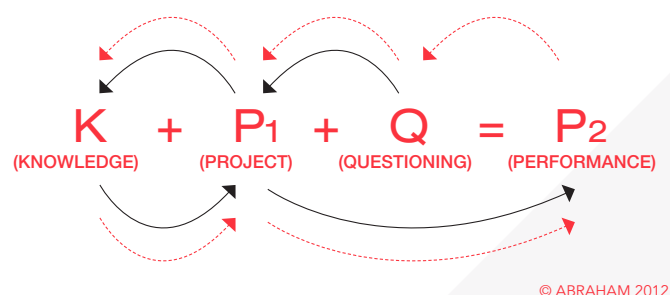 K + P1 + Q = P2
(KNOWLEDGE) (PROJECT) (QUESTIONING) (PERFORMANCE)
© ABRAHAM 2012